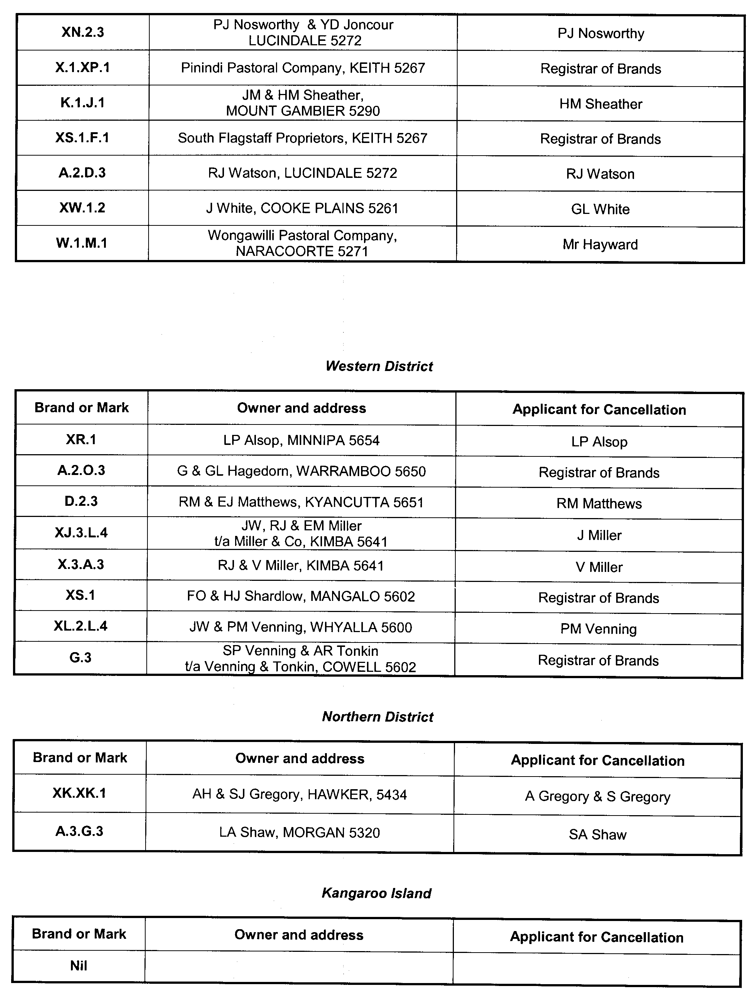 XN.2.3
PJ Nosworthy & YD Joncour
LUCINDALE 5272
PJ Nosworthy
X.1.XP.1
Pinindi Pastoral Company, KEITH 5267
Registrar of Brands
K.1.J.1
JM & HM Sheather,
MOUNT GAMBIER 5290
HM Sheather
XS.1.F.1
South Flagstaff Proprietors, KEITH 5267
Registrar of Brands
A.2.D.3
RJ Watson, LUCINDALE 5272
RJ Watson
XW.1.2
J White, COOKE PLAINS 5261
GL White
W.1.M.1
Wongawilli Pastoral Company,
NARACOORTE 5271
Mr Hayward
Western District
Brand or Mark
Owner and address
Applicant for Cancellation
XR.1
LP Alsop, MINNIPA 5654
LP Alsop
A.2.O.3
G & GL Hagedorn, WARRAMBOO 5650
Registrar of Brands
D.2.3
RM & EJ Matthews, KYANCUTTA 5651
RM Matthews
XJ.3.L.4
JW, RJ & EM Miller
t/a Miller & Co, KIMBA 5641
J Miller
X.3.A.3
RJ & V Miller, KIMBA 5641
V Miller
XS.1
FO & HJ Shardlow, MANGALO 5602
Registrar of Brands
XL.2.L.4
JW & PM Venning, WHYALLA 5600
PM Venning
G.3
SP Venning & AR Tonkin
t/a Venning & Tonkin, COWELL 5602
Registrar of Brands
Northern District
Brand or Mark
Owner and address
Applicant for Cancellation
XK.XK.1
AH & SJ Gregory, HAWKER, 5434
A Gregory & S Gregory
A.3.G.3
LA Shaw, MORGAN 5320
SA Shaw
Kangaroo Island
Brand or Mark
Owner and address
Applicant for Cancellation
Nil